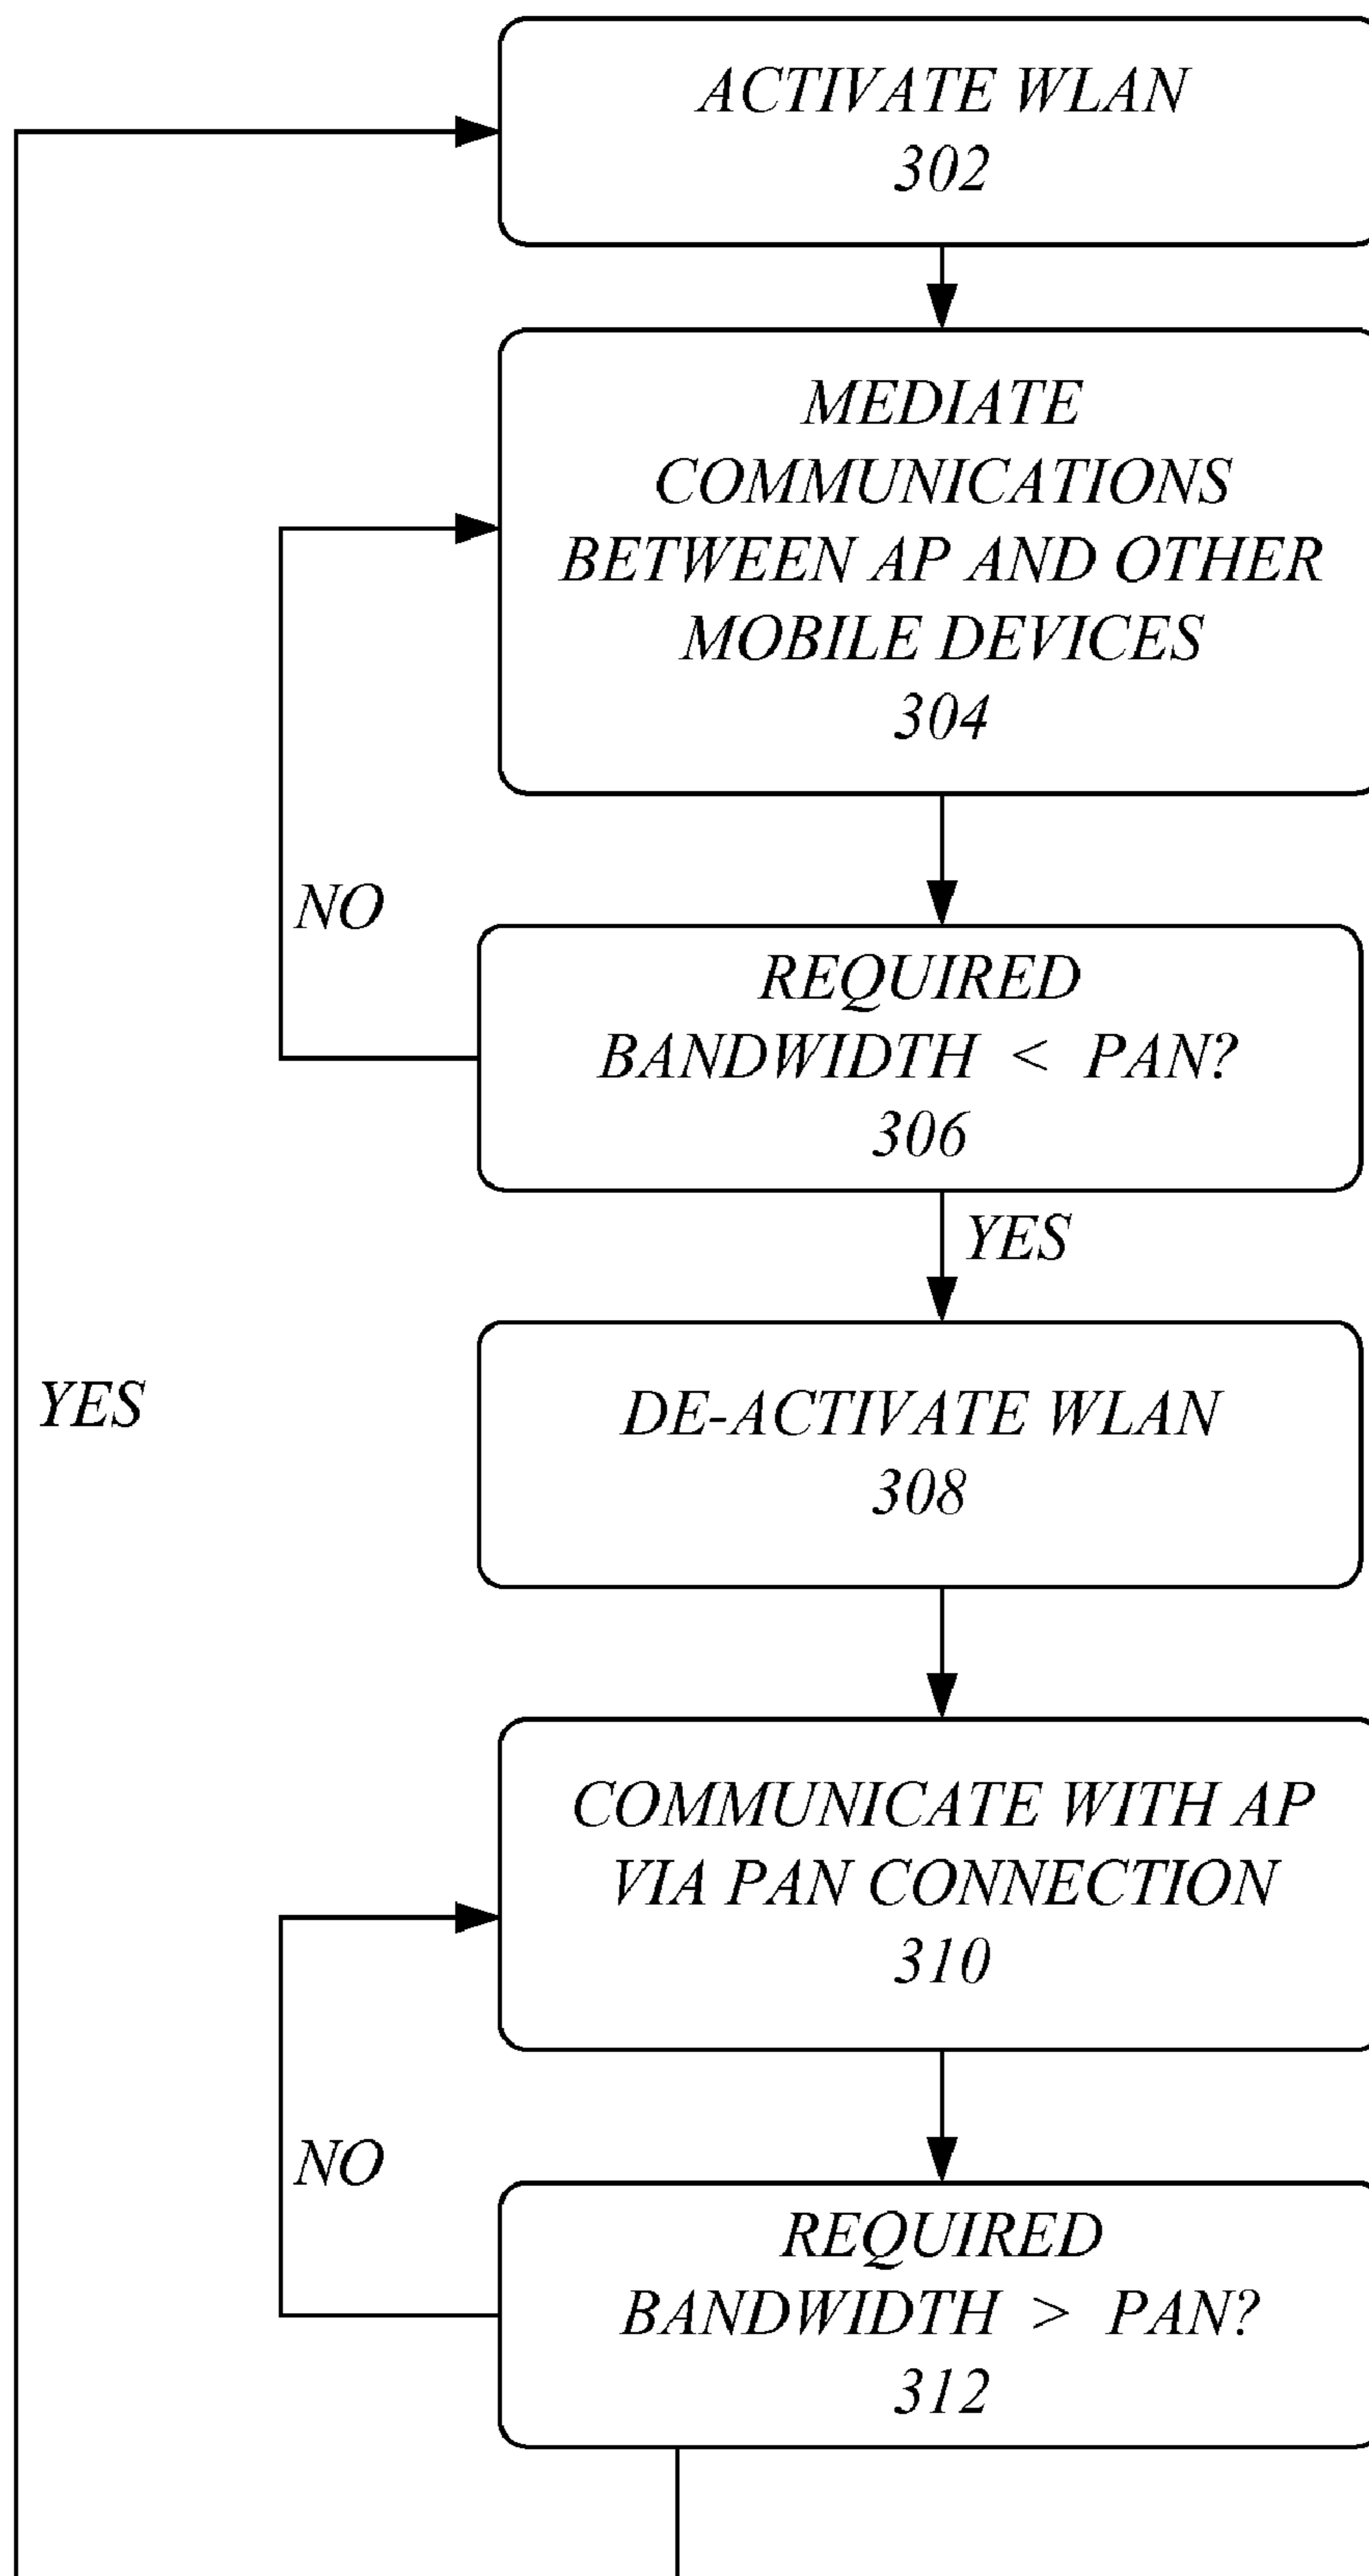 ACTIVATE WLAN
302
MEDIATE
COMMUNICATIONS
BETWEEN AP AND OTHER
MOBILE DEVICES
304
NO
REQUIRED
BANDWIDTH < PAN?
306
YES
YES
DE-ACTIVATE WLAN
308
COMMUNICATE WITH AP
VIA PAN CONNECTION
310
NO
REQUIRED
BANDWIDTH > PAN?
312